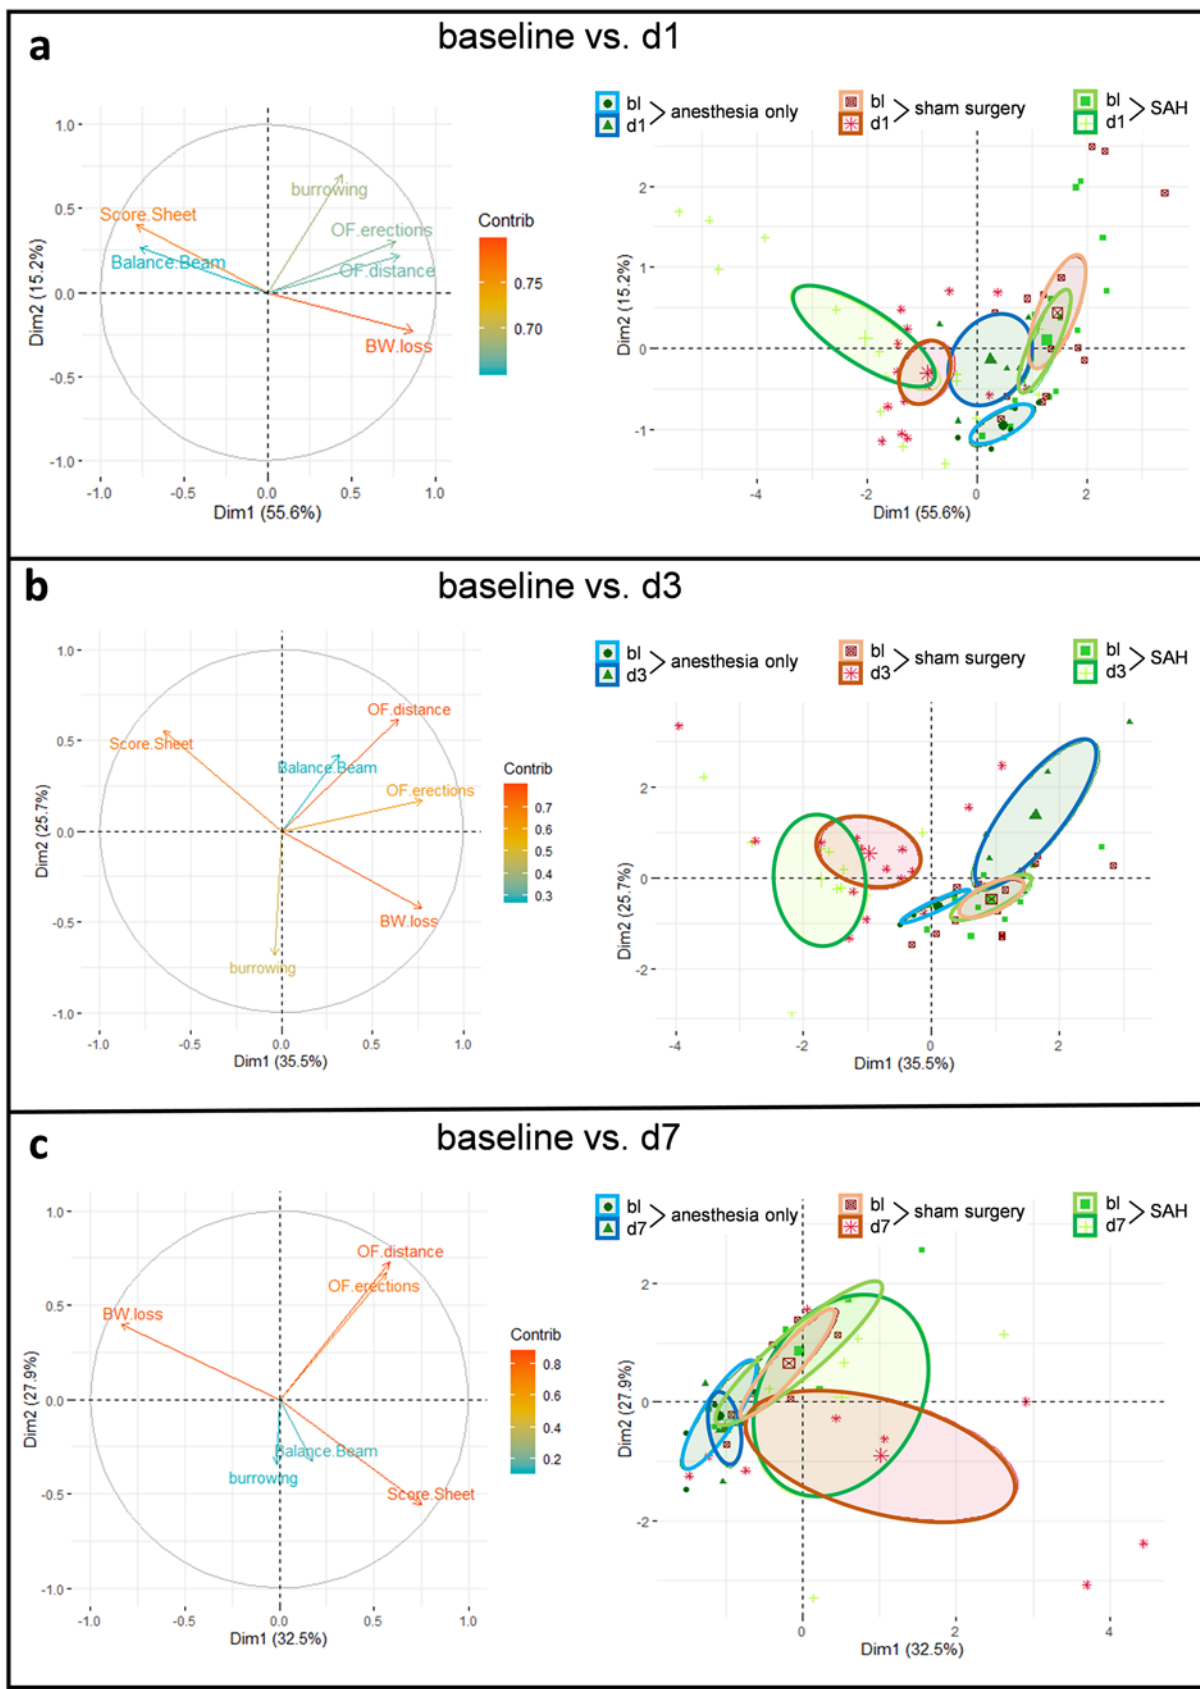 a
baseline vs. d1
bl
d1
anesthesia only
bl
d1
sham surgery
bl
d1
SAH
1.0
0.5
0.0
-0.5
-1.0
Dim2 (15.2%)
burrowing
Score.Sheet
OF.erections
Balance.Beam
OF.distance
BW.loss
-1.0
-0.5
0.0
0.5
1.0
Dim1 (55.6%)
Contrib
0.75
0.70
2
1
0
-1
Dim2 (15.2%)
-4
-2
0
2
Dim1 (55.6%)
b
baseline vs. d3
bl
d3
anesthesia only
bl
d3
sham surgery
bl
d3
SAH
1.0
0.5
0.0
-0.5
-1.0
Dim2 (25.7%)
OF.distance
Score.Sheet
Balance.Beam
OF.erections
BW.loss
burrowing
-1.0
-0.5
0.0
0.5
1.0
Dim1 (35.5%)
Contrib
0.7
0.6
0.5
0.4
0.3
2
0
-2
Dim2 (25.7%)
-4
-2
0
2
Dim1 (35.5%)
c
baseline vs. d7
bl
d7
anesthesia only
bl
d7
sham surgery
bl
d7
SAH
1.0
0.5
0.0
-0.5
-1.0
Dim2 (27.9%)
OF.distance
OF.erections
BW.loss
Balance.Beam
burrowing
Score.Sheet
-1.0
-0.5
0.0
0.5
1.0
Dim1 (32.5%)
Contrib
0.8
0.6
0.4
0.2
2
0
-2
Dim2 (27.9%)
0
2
4
Dim1 (32.5%)